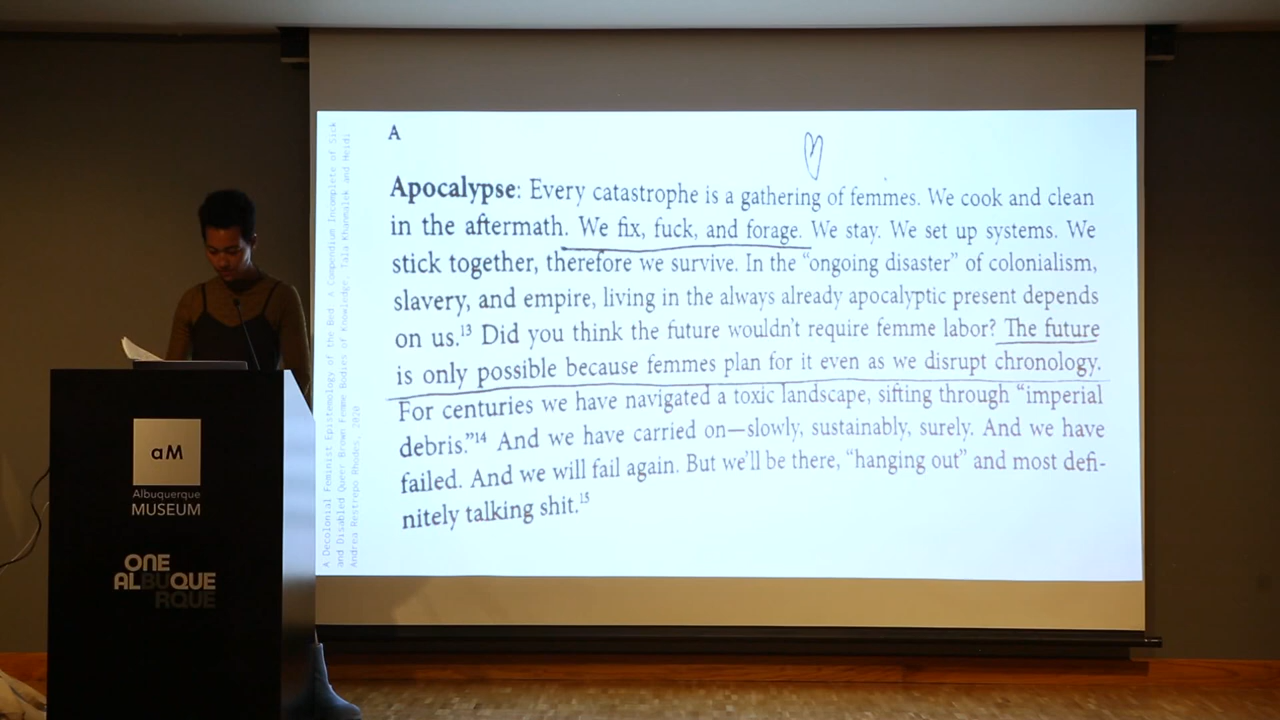 A
Apocalypse: Every catastrophe is a gathering of femmes. We cook and clean
in the aftermath. We fix, fuck, and forage. We stay. We set up systems. We
stick together, therefore we survive. In the “ongoing disaster” of colonialism,
slavery, and empire, living in the always already apocalyptic present depends
on us.¹³ Did you think the future wouldn’t require femme labor? The future
is only possible because femmes plan for it even as we disrupt chronology.
For centuries we have navigated a toxic landscape, sifting through “imperial
debris.”¹⁴ And we have carried on—slowly, sustainably, surely. And we have
failed. And we will fail again. But we’ll be there, “hanging out” and most defi-
nitely talking shit.¹⁵
A Decolonial Feminist Epistemology of the Bed: A Compendium Incomplete of Sick
and Disabled Queer Brown Femme Bodies of Knowledge, Tala Khanmalek and Heidi
Andrea Restrepo Rhodes, 2020
aM
Albuquerque
MUSEUM
ONE
ALBUQUE
RQUE